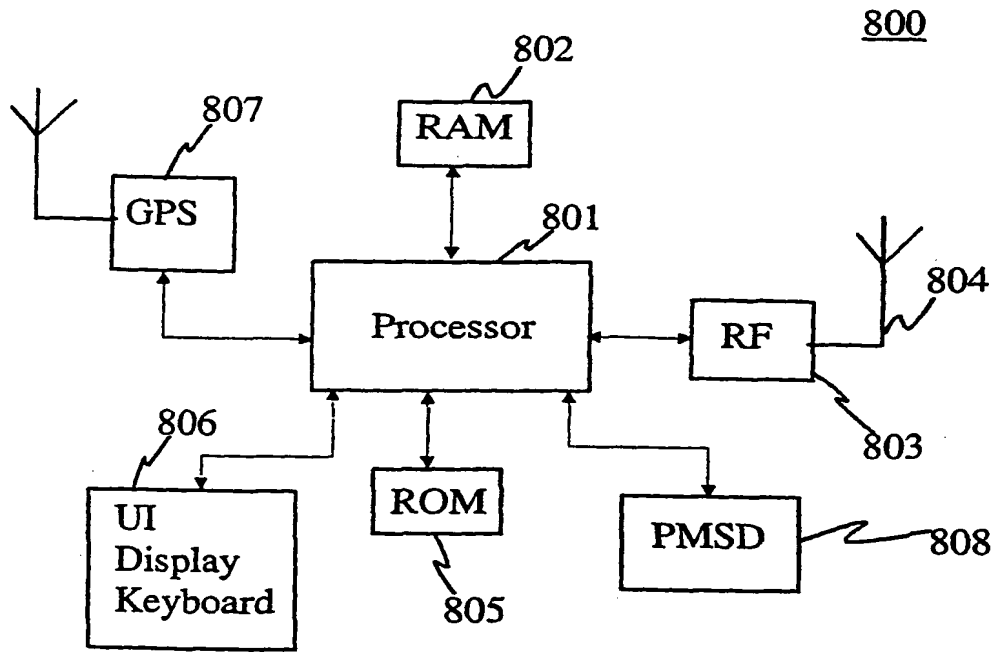 800
802
807
RAM
GPS
801
804
Processor
RF
806
803
UI
Display
Keyboard
ROM
PMSD
808
805